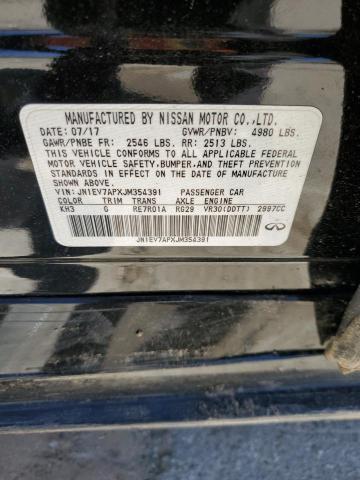 MANUFACTURED BY NISSAN MOTOR CO.,LTD.
DATE: 07/17 GVWR/PNBV: 4980 LBS.
GAWR/PNBE FR: 2546 LBS. RR: 2513 LBS.
THIS VEHICLE CONFORMS TO ALL APPLICABLE FEDERAL
MOTOR VEHICLE SAFETY,BUMPER, AND THEFT PREVENTION
STANDARDS IN EFFECT ON THE DATE OF MANUFACTURE
SHOWN ABOVE.
VIN: JN1EV7APXJM354391 PASSENGER CAR
COLOR TRIM TRANS AXLE ENGINE
KH3 G RE7R01A RG29 VR30(DDTT) 2997CC
JN1EV7APXJM354391